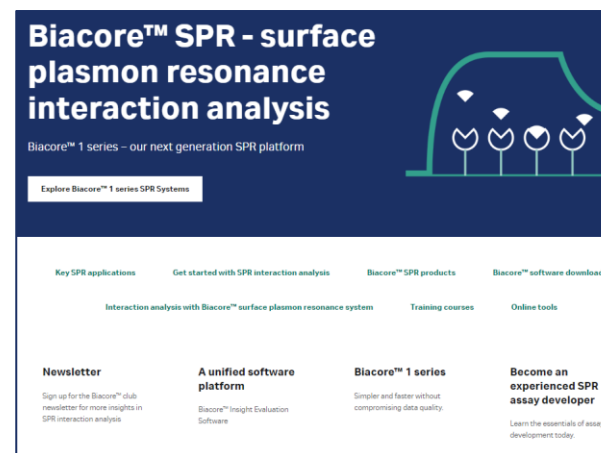 Biacore™ SPR - surface
plasmon resonance
interaction analysis
Biacore™ 1 series – our next generation SPR platform
Explore Biacore™ 1 series SPR Systems
Key SPR applications
Get started with SPR interaction analysis
Biacore™ SPR products
Biacore™ software download
Interaction analysis with Biacore™ surface plasmon resonance system
Training courses
Online tools
Newsletter
Sign up for the Biacore™ club
newsletter for more insights in
SPR interaction analysis
A unified software
platform
Biacore™ Insight Evaluation
Software
Biacore™ 1 series
Simpler and faster without
compromising data quality.
Become an
experienced SPR
assay developer
Learn the essentials of assay
development today.